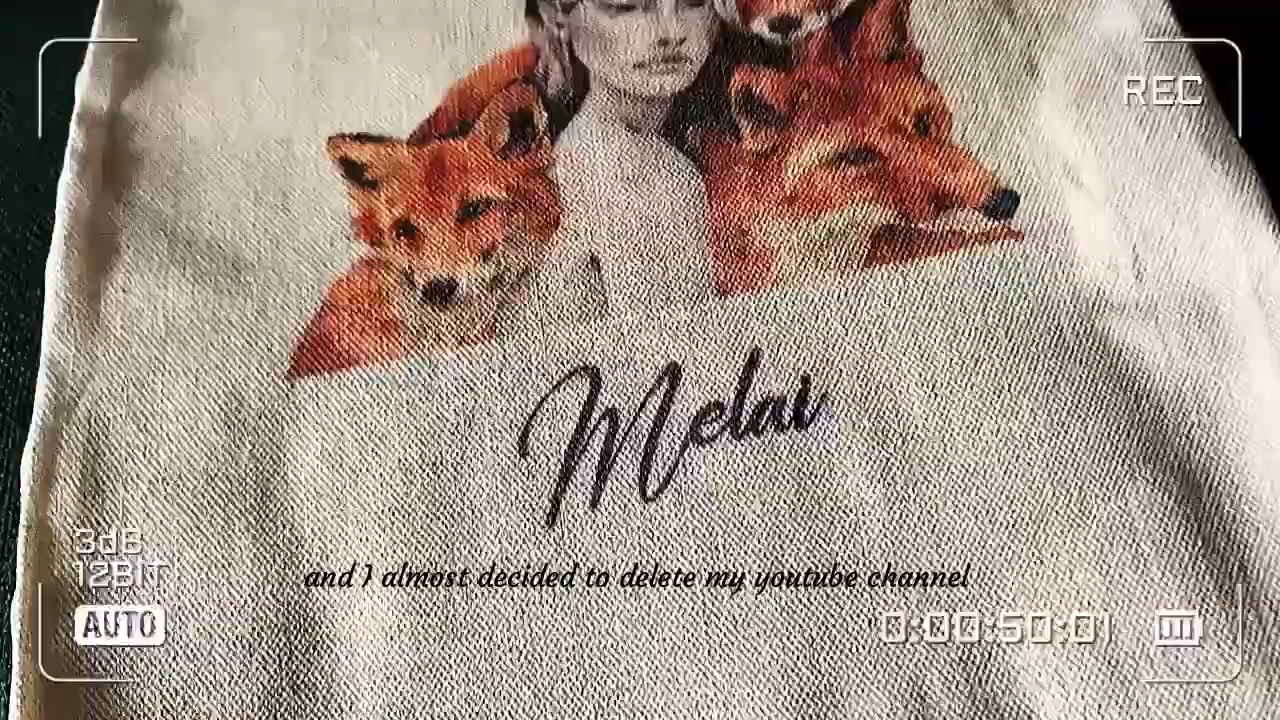 REC
Melai
3dB
12BIT
and I almost decided to delete my youtube channel
AUTO
0:00:50:01